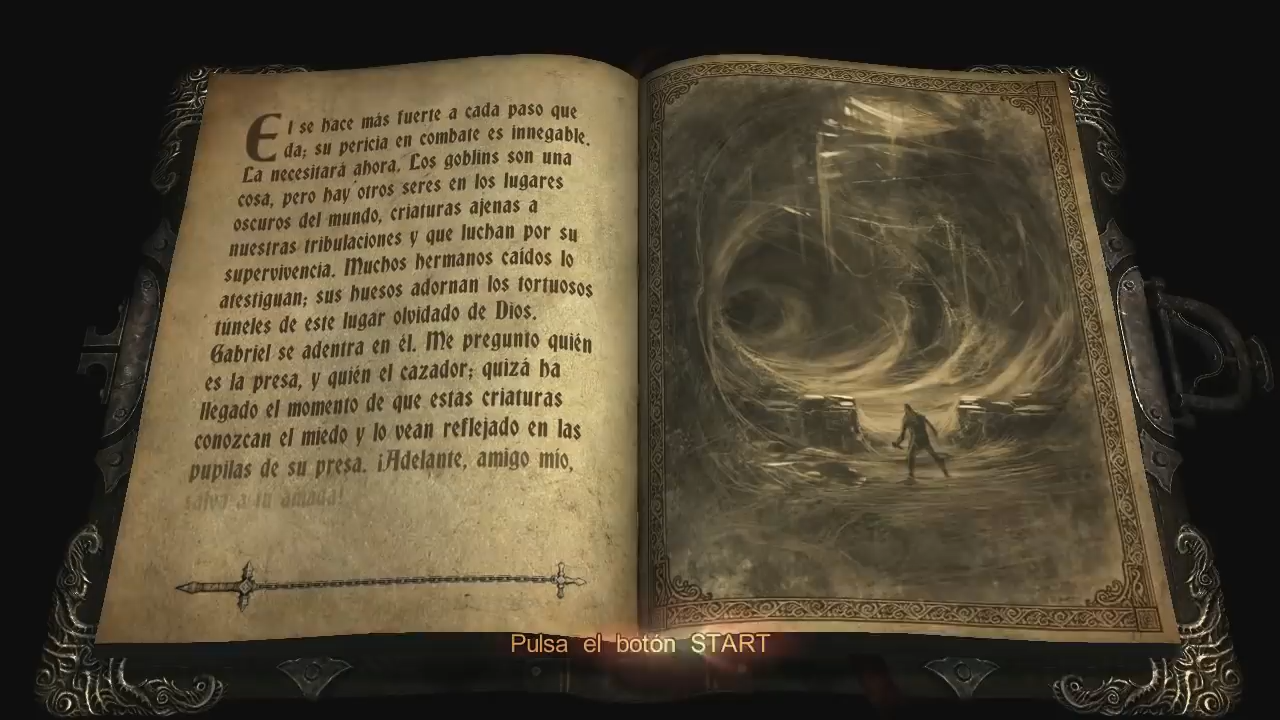 El se hace más fuerte a cada paso que
da; su pericia en combate es innegable.
La necesitará ahora. Los goblins son una
cosa, pero hay otros seres en los lugares
oscuros del mundo, criaturas ajenas a
nuestras tribulaciones y que luchan por su
supervivencia. Muchos hermanos caídos lo
atestiguan; sus huesos adornan los tortuosos
túneles de este lugar olvidado de Dios.
Gabriel se adentra en él. Me pregunto quién
es la presa, y quién el cazador; quizá ha
llegado el momento de que estas criaturas
conozcan el miedo y lo vean reflejado en las
pupilas de su presa. ¡Adelante, amigo mío,
salva a tu amada!
Pulsa el botón START